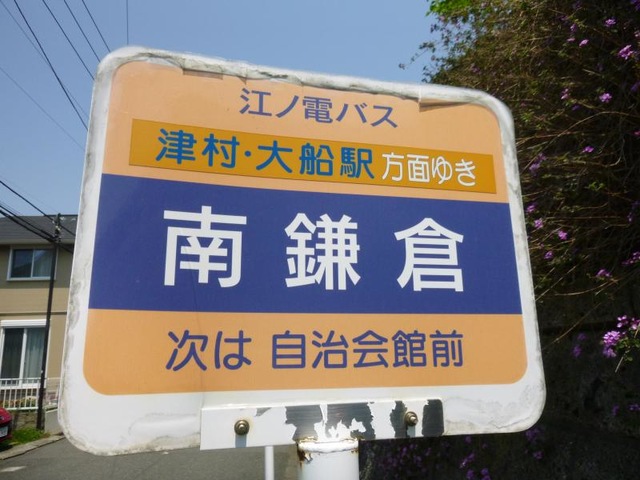 江ノ電バス
津村・大船駅方面ゆき
南鎌倉
次は 自治会館前